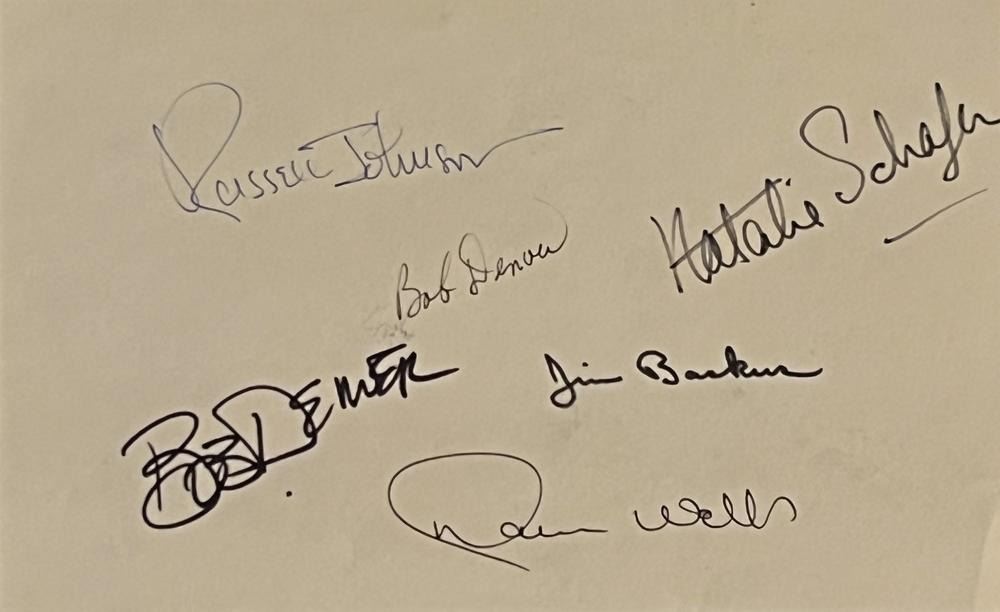 Russell Johnson
Natalie Schafer
Bob Denver
Jim Backus
Bob Denver
Dawn Wells